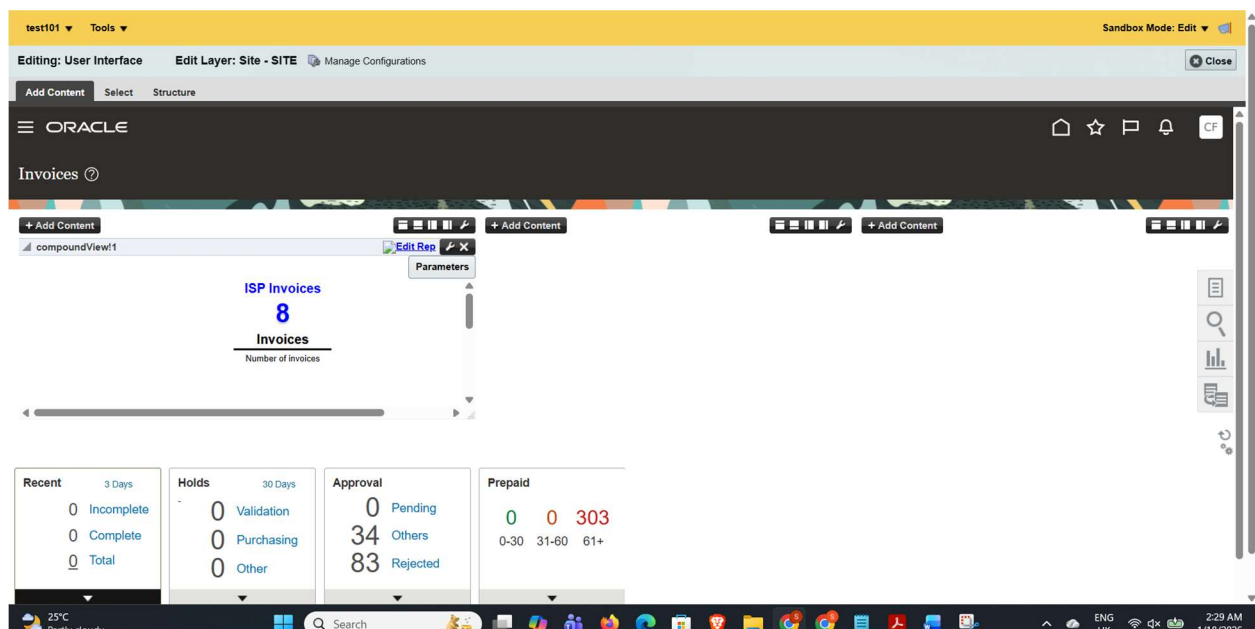 test101 Tools Sandbox Mode: Edit
Editing: User Interface Edit Layer: Site - SITE Manage Configurations Close
Add Content Select Structure
ORACLE CF
Invoices ?
+ Add Content + Add Content + Add Content
compoundView!1 Edit Rep
Parameters
ISP Invoices
8
Invoices
Number of invoices
Recent 3 Days
0 Incomplete
0 Complete
0 Total
Holds 30 Days
0 Validation
0 Purchasing
0 Other
Approval
0 Pending
34 Others
83 Rejected
Prepaid
0 0 303
0-30 31-60 61+
25°C
Partly cloudy
Search
ENG
2:29 AM